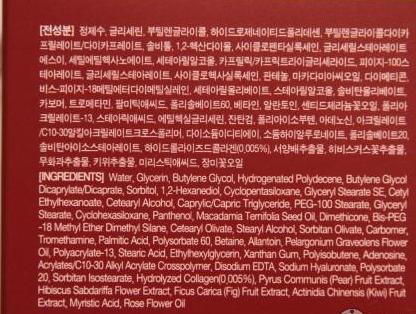 [전성분] 정제수, 글리세린, 부틸렌글라이콜, 하이드로제네이티드폴리데센, 부틸렌글라이콜다이카
프릴레이트/다이카프레이트, 솔비톨, 1,2-헥산다이올, 사이클로펜타실록세인, 글리세릴스테아레이트
에스이, 세틸에틸헥사노에이트, 세테아릴알코올, 카프릴릭/카프릭트라이글리세라이드, 피이지-100스
테아레이트, 글리세릴스테아레이트, 사이클로헥사실록세인, 판테놀, 마카다미아씨오일, 다이메티콘,
비스-피이지-18메틸에터다이메틸실레인, 세테아릴올리베이트, 스테아릴알코올, 솔비탄올리베이트,
카보머, 트로메타민, 팔미틱애씨드, 폴리솔베이트60, 베타인, 알란토인, 센티드제라늄꽃오일, 폴리아
크릴레이트-13, 스테아릭애씨드, 에틸헥실글리세린, 잔탄검, 폴리아이소부텐, 아데노신, 아크릴레이트
/C10-30알킬아크릴레이트크로스폴리머, 다이소듐이디티에이, 소듐하이알루로네이트, 폴리솔베이트20,
솔비탄아이소스테아레이트, 하이드롤라이즈드콜라겐(0,005%), 서양배추출물, 히비스커스꽃추출물,
무화과추출물, 키위추출물, 미리스틱애씨드, 장미꽃오일
[INGREDIENTS] Water, Glycerin, Butylene Glycol, Hydrogenated Polydecene, Butylene Glycol
Dicaprylate/Dicaprate, Sorbitol, 1,2-Hexanediol, Cyclopentasiloxane, Glyceryl Stearate SE, Cetyl
Ethylhexanoate, Cetearyl Alcohol, Caprylic/Capric Triglyceride, PEG-100 Stearate, Glyceryl
Stearate, Cyclohexasiloxane, Panthenol, Macadamia Ternifolia Seed Oil, Dimethicone, Bis-PEG
-18 Methyl Ether Dimethyl Silane, Cetearyl Olivate, Stearyl Alcohol, Sorbitan Olivate, Carbomer,
Tromethamine, Palmitic Acid, Polysorbate 60, Betaine, Allantoin, Pelargonium Graveolens Flower
Oil, Polyacrylate-13, Stearic Acid, Ethylhexylglycerin, Xanthan Gum, Polyisobutene, Adenosine,
Acrylates/C10-30 Alkyl Acrylate Crosspolymer, Disodium EDTA, Sodium Hyaluronate, Polysorbate
20, Sorbitan Isostearate, Hydrolyzed Collagen(0,005%), Pyrus Communis (Pear) Fruit Extract,
Hibiscus Sabdariffa Flower Extract, Ficus Carica (Fig) Fruit Extract, Actinidia Chinensis (Kiwi) Fruit
Extract, Myristic Acid, Rose Flower Oil